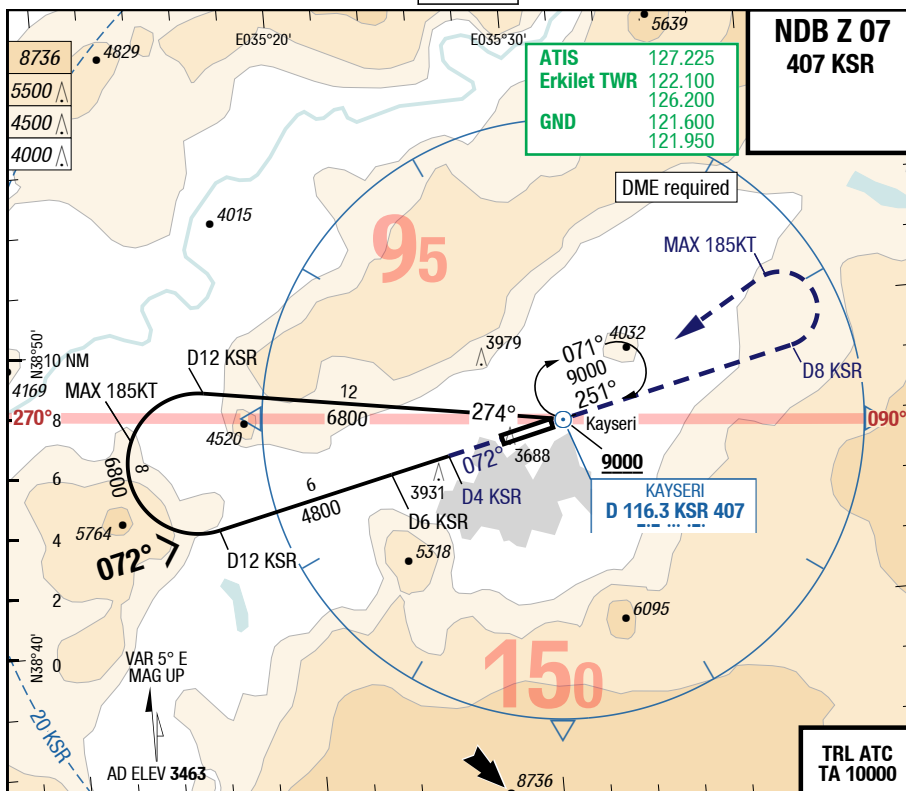 NDB Z 07
407 KSR
5639
4829
E035°20'
E035°30'
8736
5500
4500
4000
ATIS 127.225
Erkilet TWR 122.100
126.200
GND 121.600
121.950
DME required
4015
95
MAX 185KT
N38°50'
10 NM
D12 KSR
3979
4032
071°
9000
251°
D8 KSR
4169
MAX 185KT
12
270°
8
6800
274°
Kayseri
090°
4520
8
6800
072°
3688
9000
6
6
4800
3931
D4 KSR
KAYSERI
D 116.3 KSR 407
D6 KSR
5764
4
072°
D12 KSR
5318
2
6095
N38°40'
0
150
VAR 5° E
MAG UP
20 KSR
AD ELEV 3463
8736
TRL ATC
TA 10000